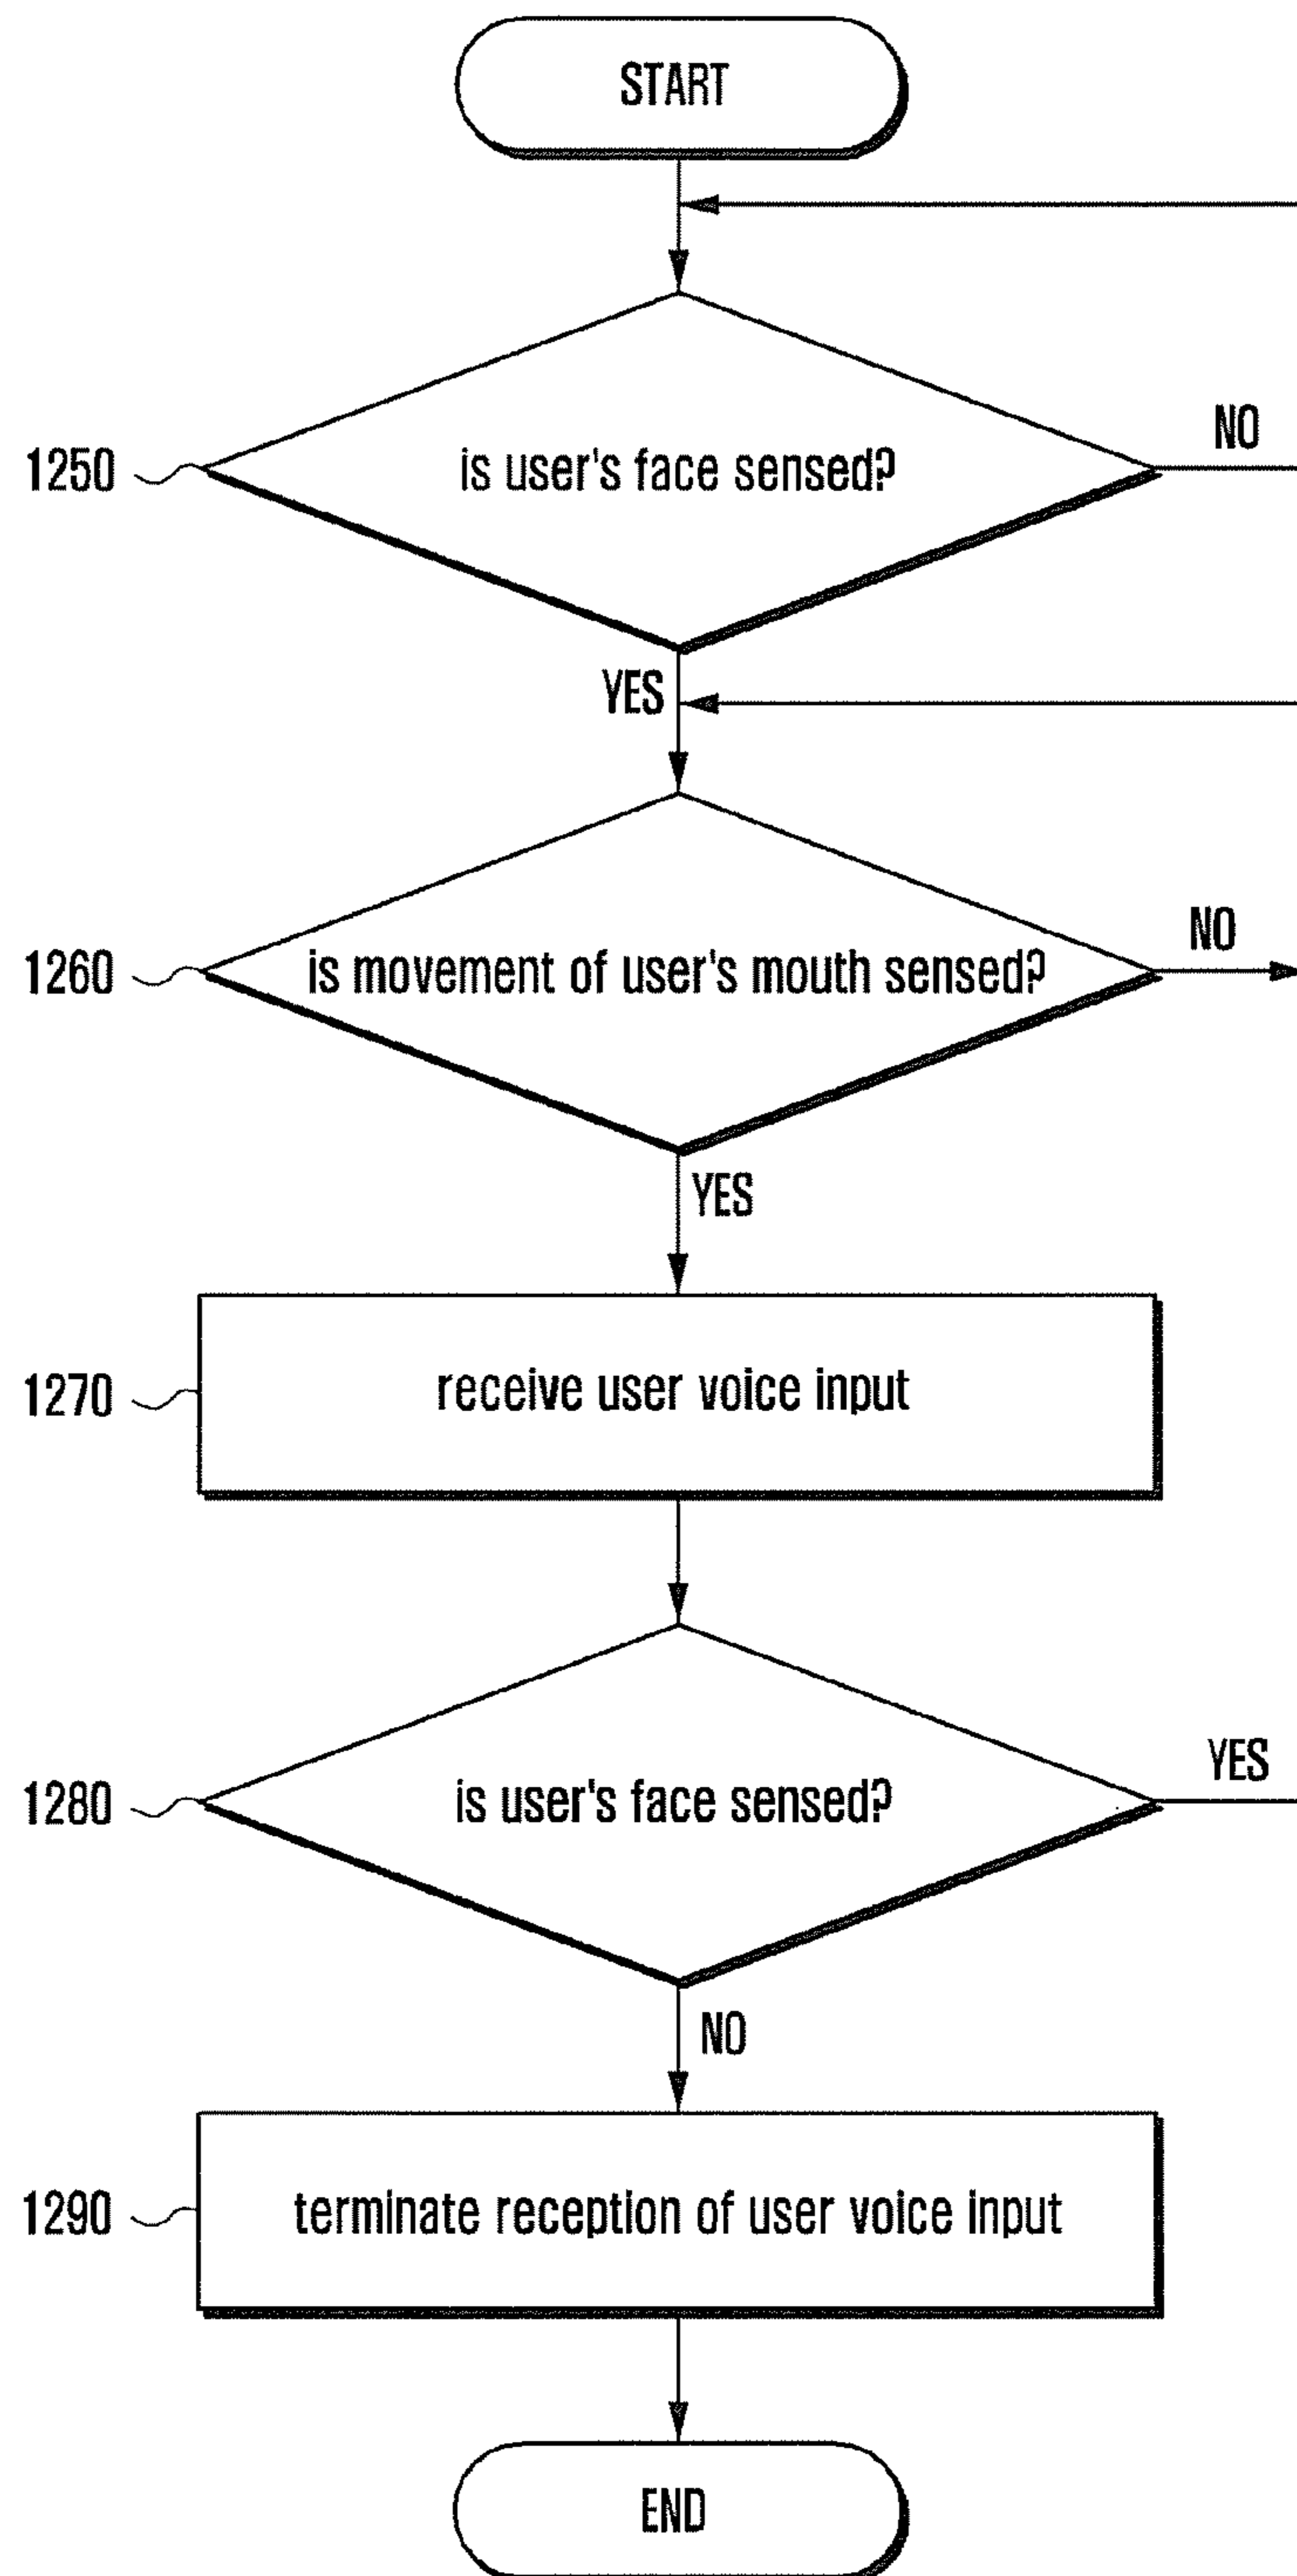 START
1250
is user's face sensed?
NO
YES
1260
is movement of user's mouth sensed?
NO
YES
1270
receive user voice input
1280
is user's face sensed?
YES
NO
1290
terminate reception of user voice input
END